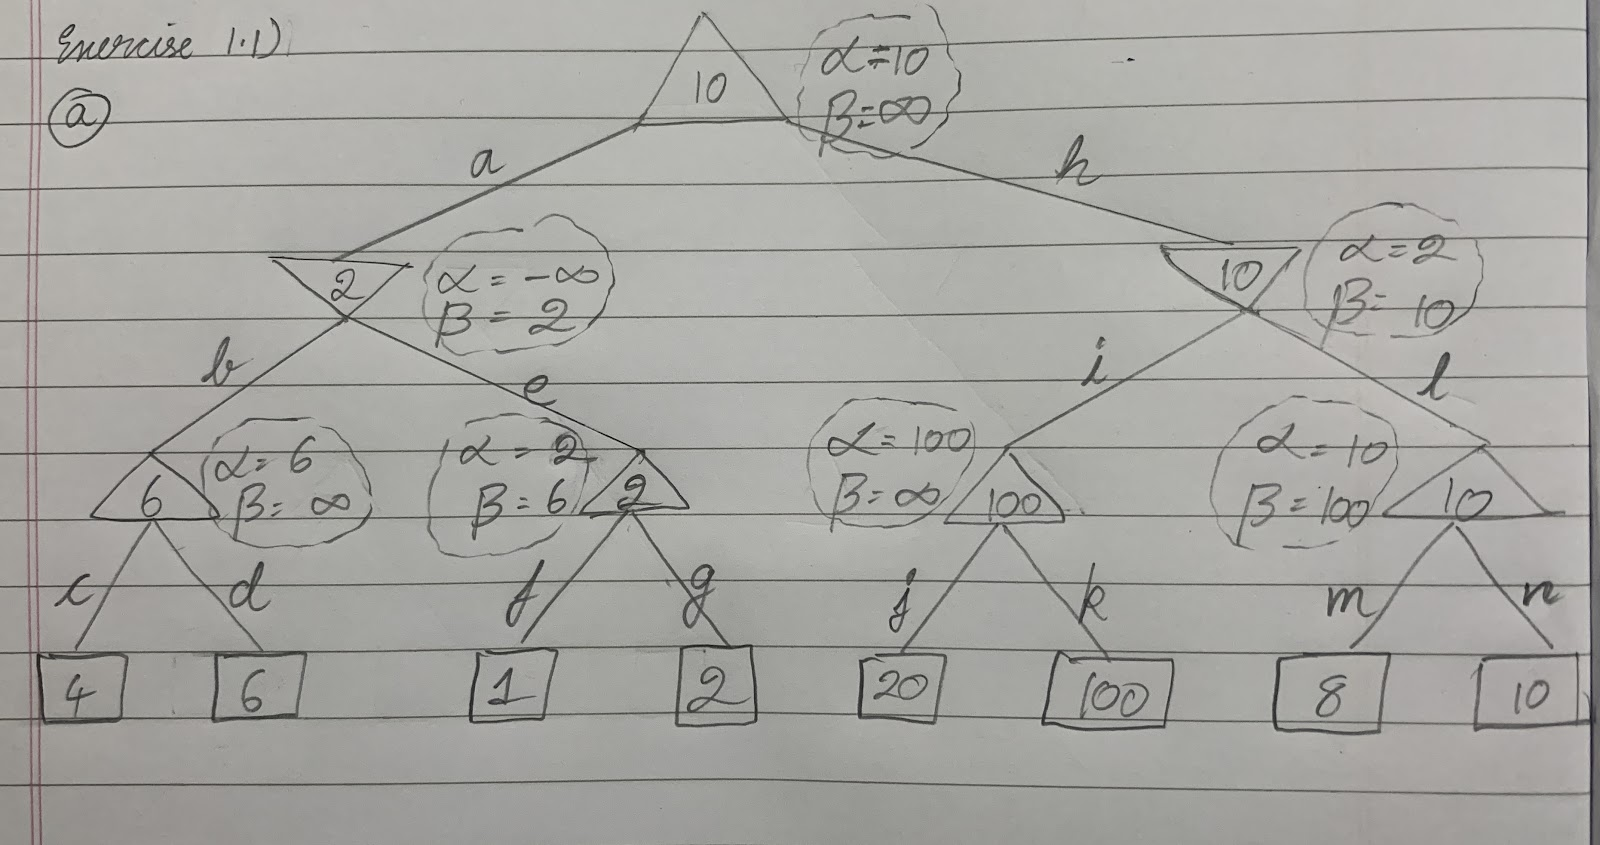 Exercise 1.1)
(a)
10
α=10
β=∞
a
h
2
α = -∞
β = 2
10
α=2
β= 10
b
e
i
l
6
α= 6
β= ∞
α = 2
β= 6
2
α= 100
β= ∞
100
α= 10
β= 100
10
c
d
f
g
j
k
m
n
4
6
1
2
20
100
8
10